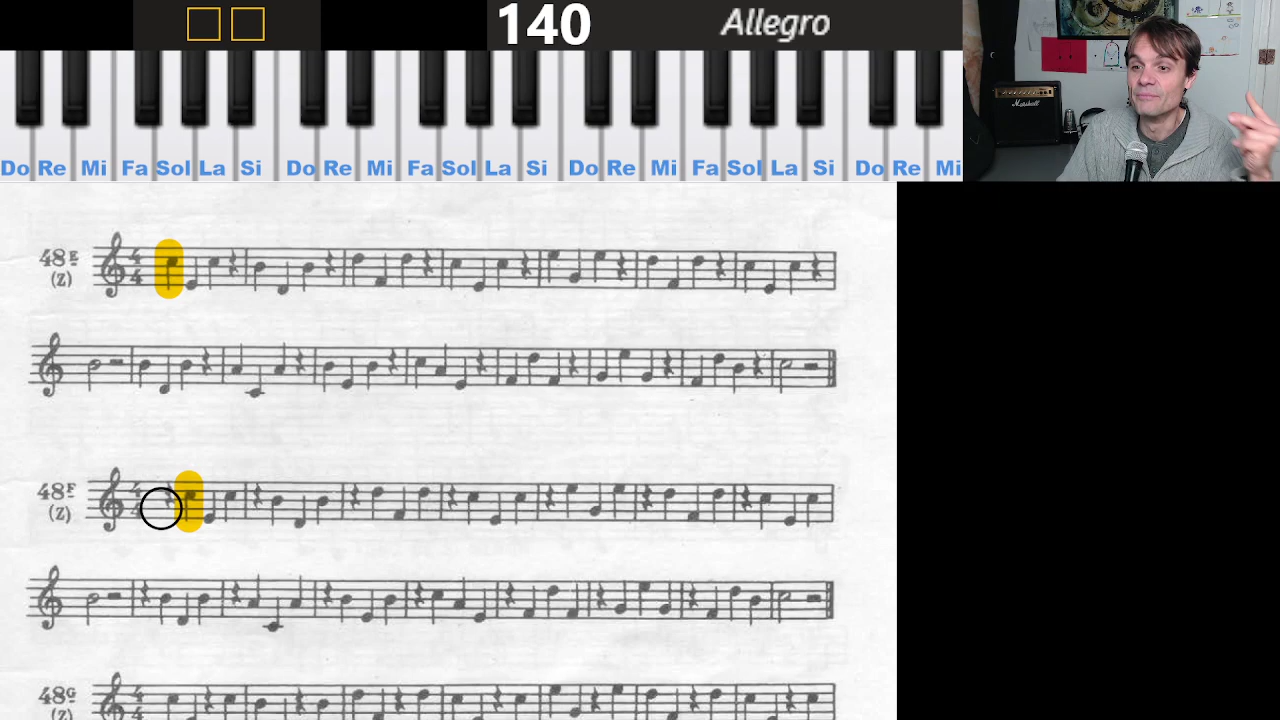 140 Allegro
Do Re Mi Fa Sol La Si Do Re Mi Fa Sol La Si Do Re Mi Fa Sol La Si Do Re Mi
Marshall
48E
(Z)
48F
(Z)
48G
(Z)